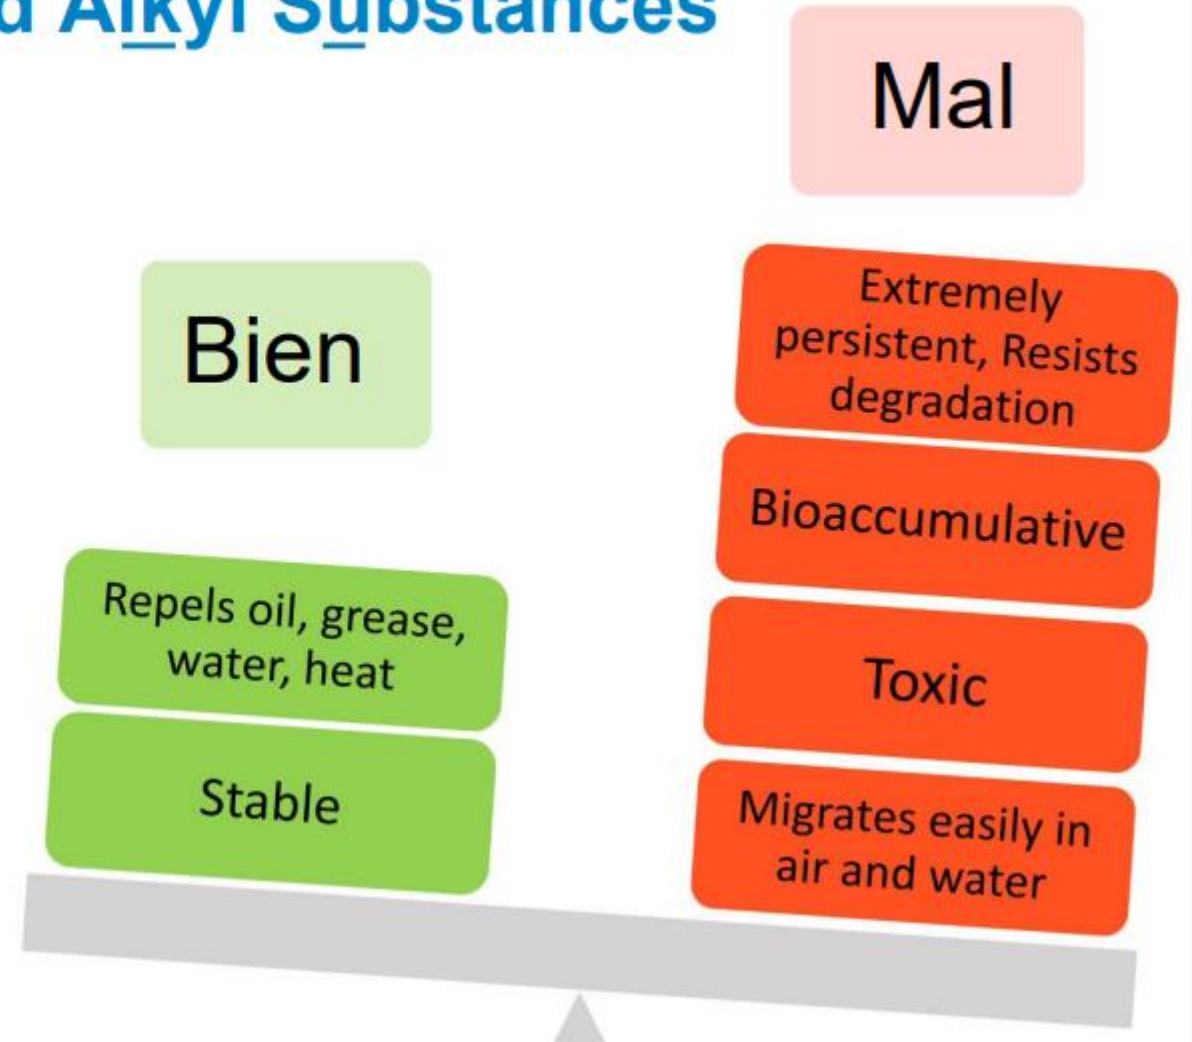 d Alkyl Substances
Mal
Bien
Extremely
persistent, Resists
degradation
Bioaccumulative
Repels oil, grease,
water, heat
Toxic
Stable
Migrates easily in
air and water